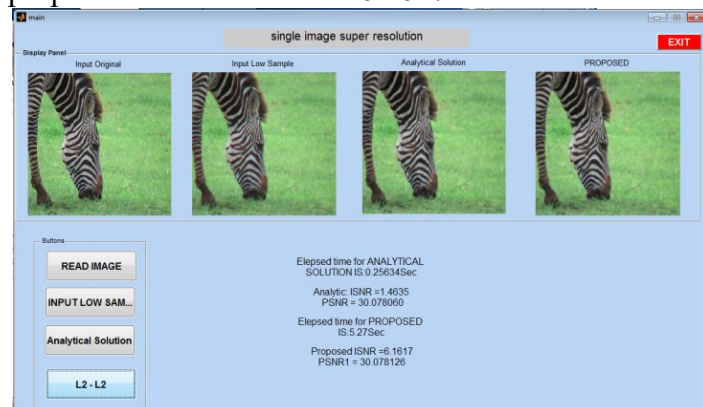 main
single image super resolution
EXIT
Display Panel
Input Original
Input Low Sample
Analytical Solution
PROPOSED
Buttons
READ IMAGE
INPUT LOW SAM...
Analytical Solution
L2 - L2
Elepsed time for ANALYTICAL
SOLUTION IS:0.25634Sec
Analytic: ISNR =1.4635
PSNR = 30.078060
Elepsed time for PROPOSED
IS:5.27Sec
Proposed ISNR =6.1617
PSNR1 = 30.078126